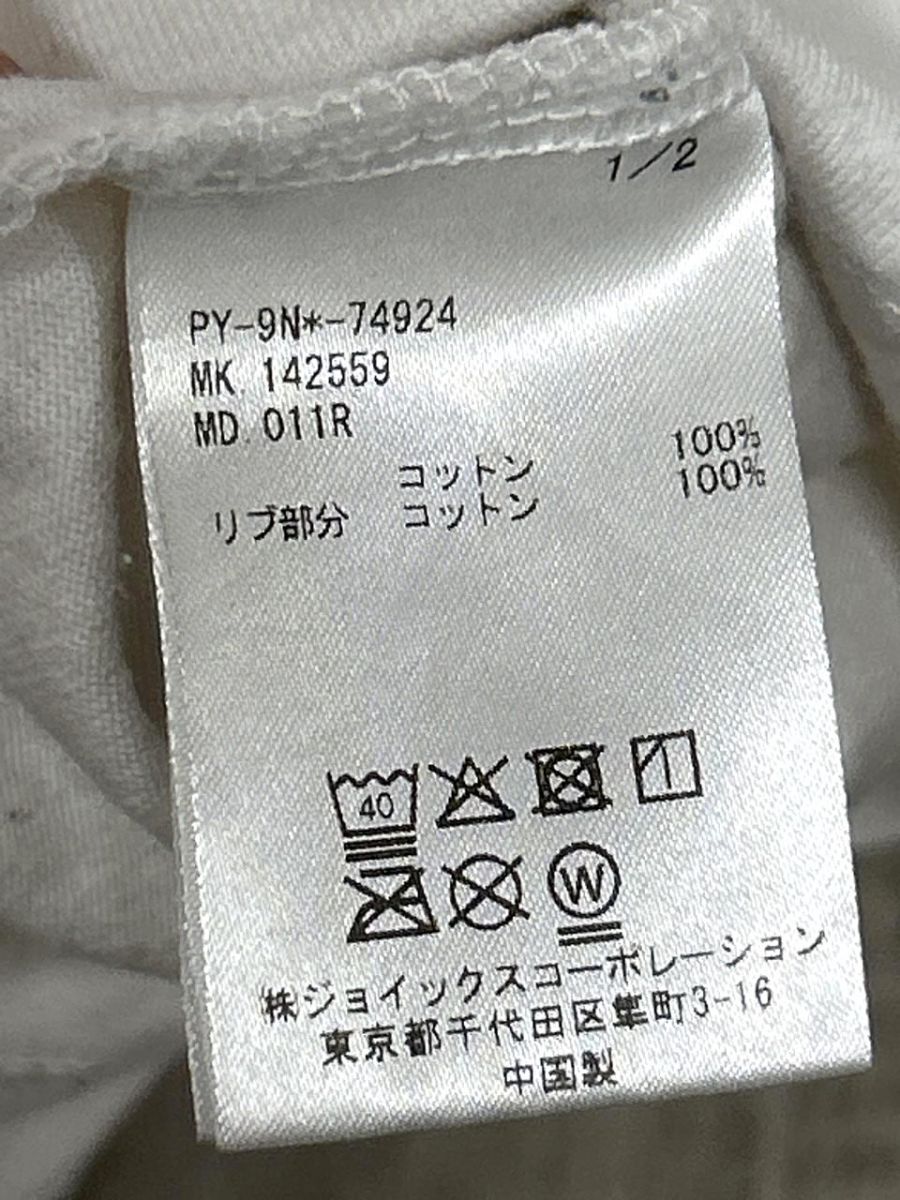 1/2
PY-9N*-74924
MK. 142559
MD. 011R
コットン 100%
リブ部分 コットン 100%
40
W
㈱ジョイックスコーポレーション
東京都千代田区隼町3-16
中国製